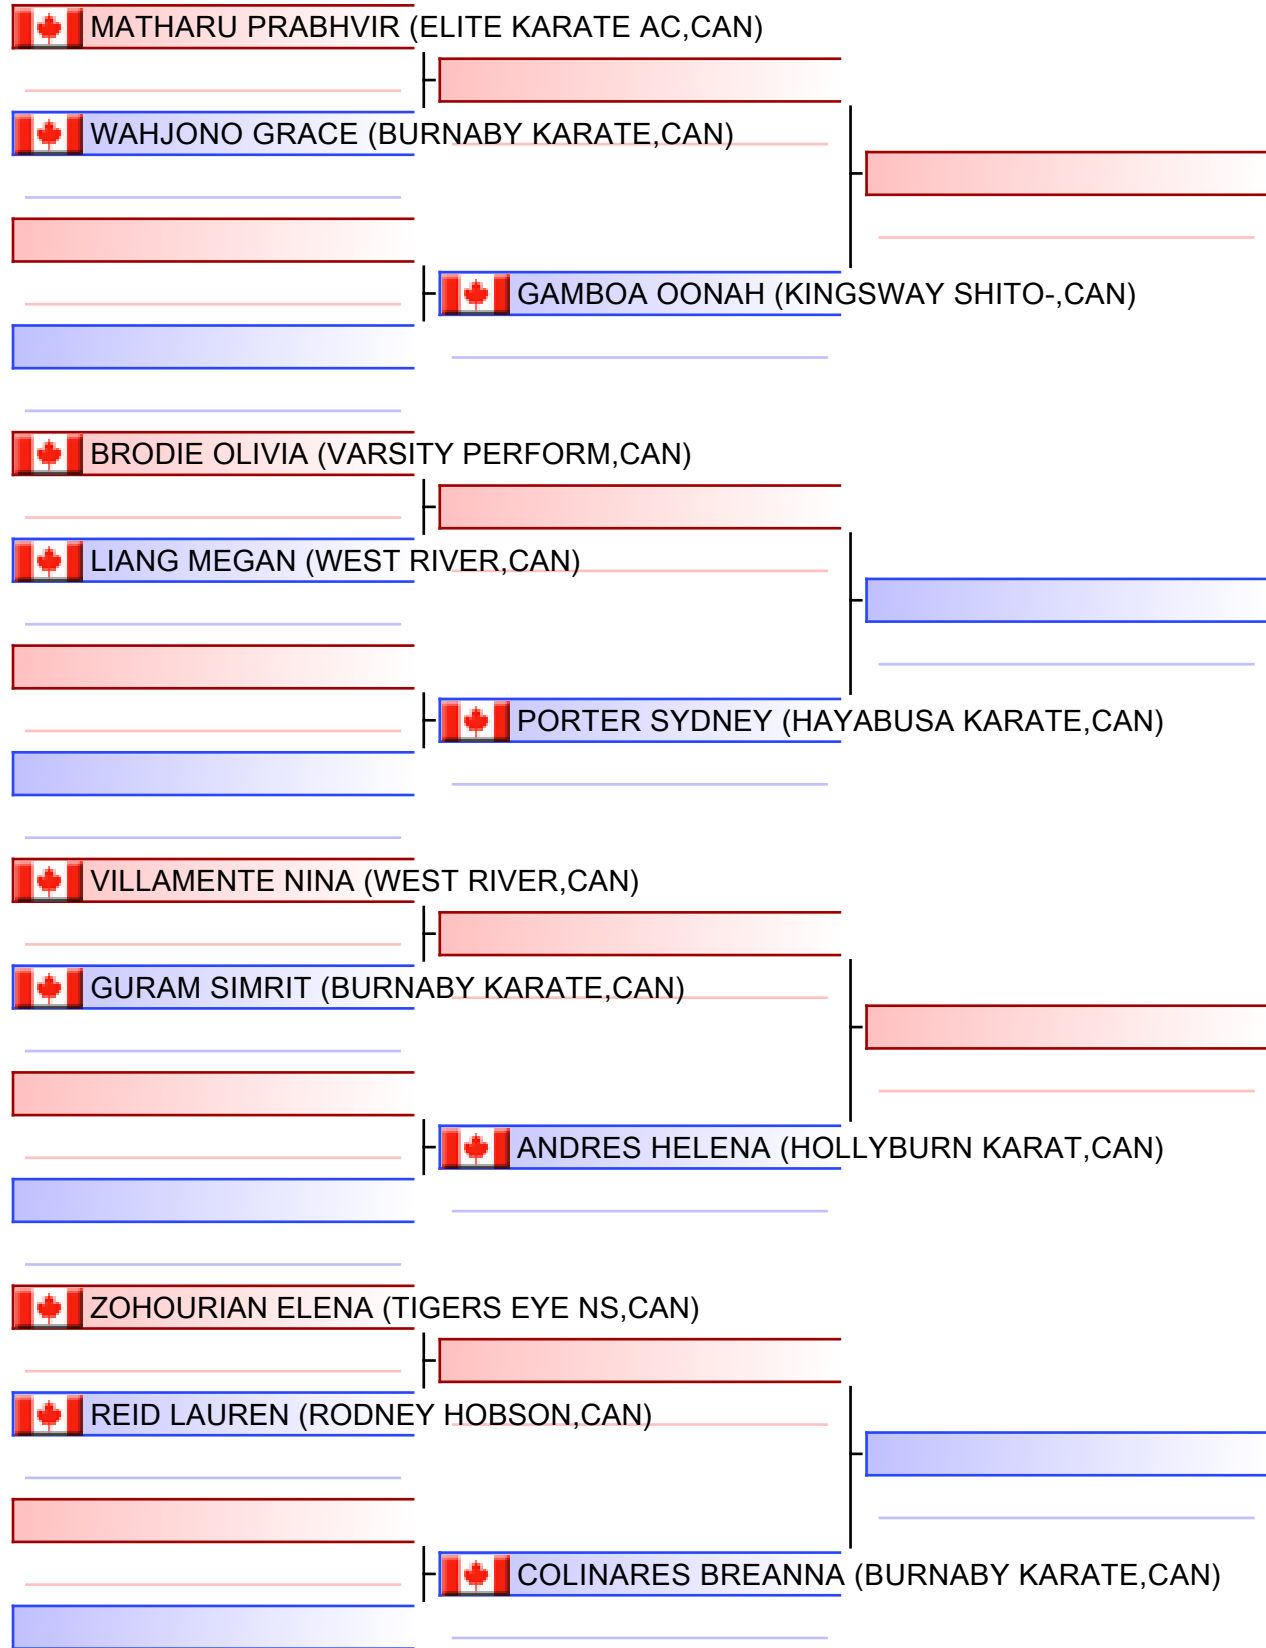 MATHARU PRABHVIR (ELITE KARATE AC,CAN)
WAHJONO GRACE (BURNABY KARATE,CAN)
GAMBOA OONAH (KINGSWAY SHITO-,CAN)
BRODIE OLIVIA (VARSITY PERFORM,CAN)
LIANG MEGAN (WEST RIVER,CAN)
PORTER SYDNEY (HAYABUSA KARATE,CAN)
VILLAMENTE NINA (WEST RIVER,CAN)
GURAM SIMRIT (BURNABY KARATE,CAN)
ANDRES HELENA (HOLLYBURN KARAT,CAN)
ZOHOURIAN ELENA (TIGERS EYE NS,CAN)
REID LAUREN (RODNEY HOBSON,CAN)
COLINARES BREANNA (BURNABY KARATE,CAN)